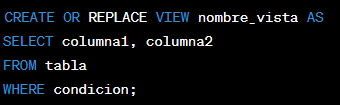 CREATE OR REPLACE VIEW nombre_vista AS
SELECT columna1, columna2
FROM tabla
WHERE condicion;